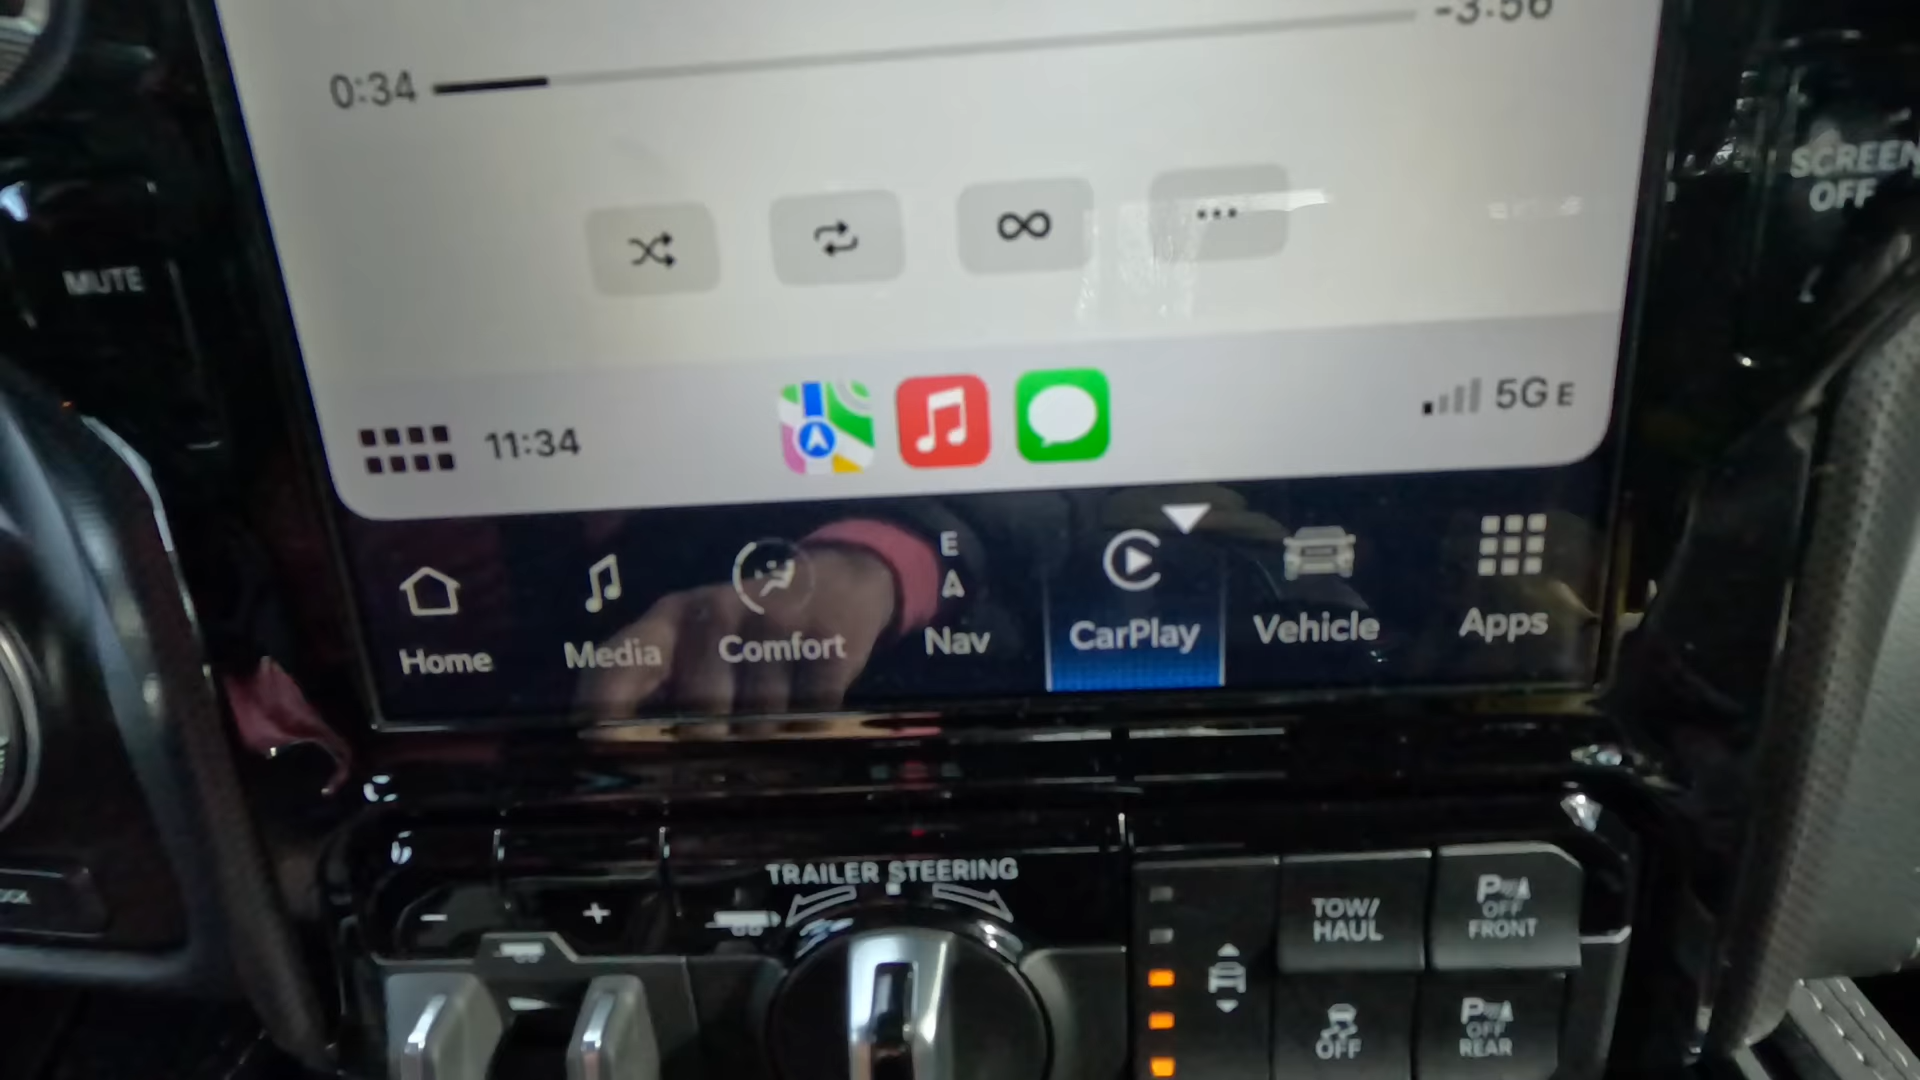 -3:56
0:34
SCREEN
OFF
MUTE
11:34
5G E
E
A
Home
Media
Comfort
Nav
CarPlay
Vehicle
Apps
TRAILER STEERING
- +
TOW/
HAUL
P OFF
FRONT
OFF
P OFF
REAR